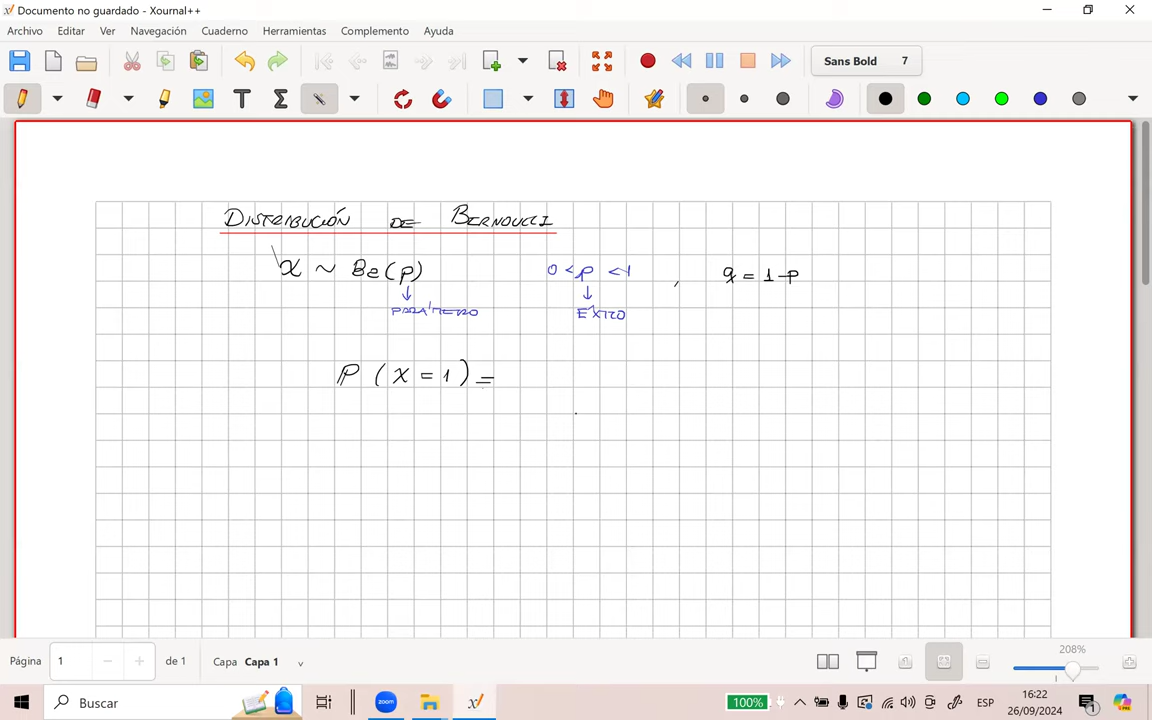 Documento no guardado - Xournal++
Archivo Editar Ver Navegación Cuaderno Herramientas Complemento Ayuda
Sans Bold 7
DISTRIBUCIÓN DE BERNOULLI
X ~ Be(p) 0 < p < 1 , q = 1 - p
PARÁMETRO ÉXITO
P (X = 1) =
Página 1 de 1 Capa Capa 1 208%
Buscar zoom 100% ESP 16:22
26/09/2024 1